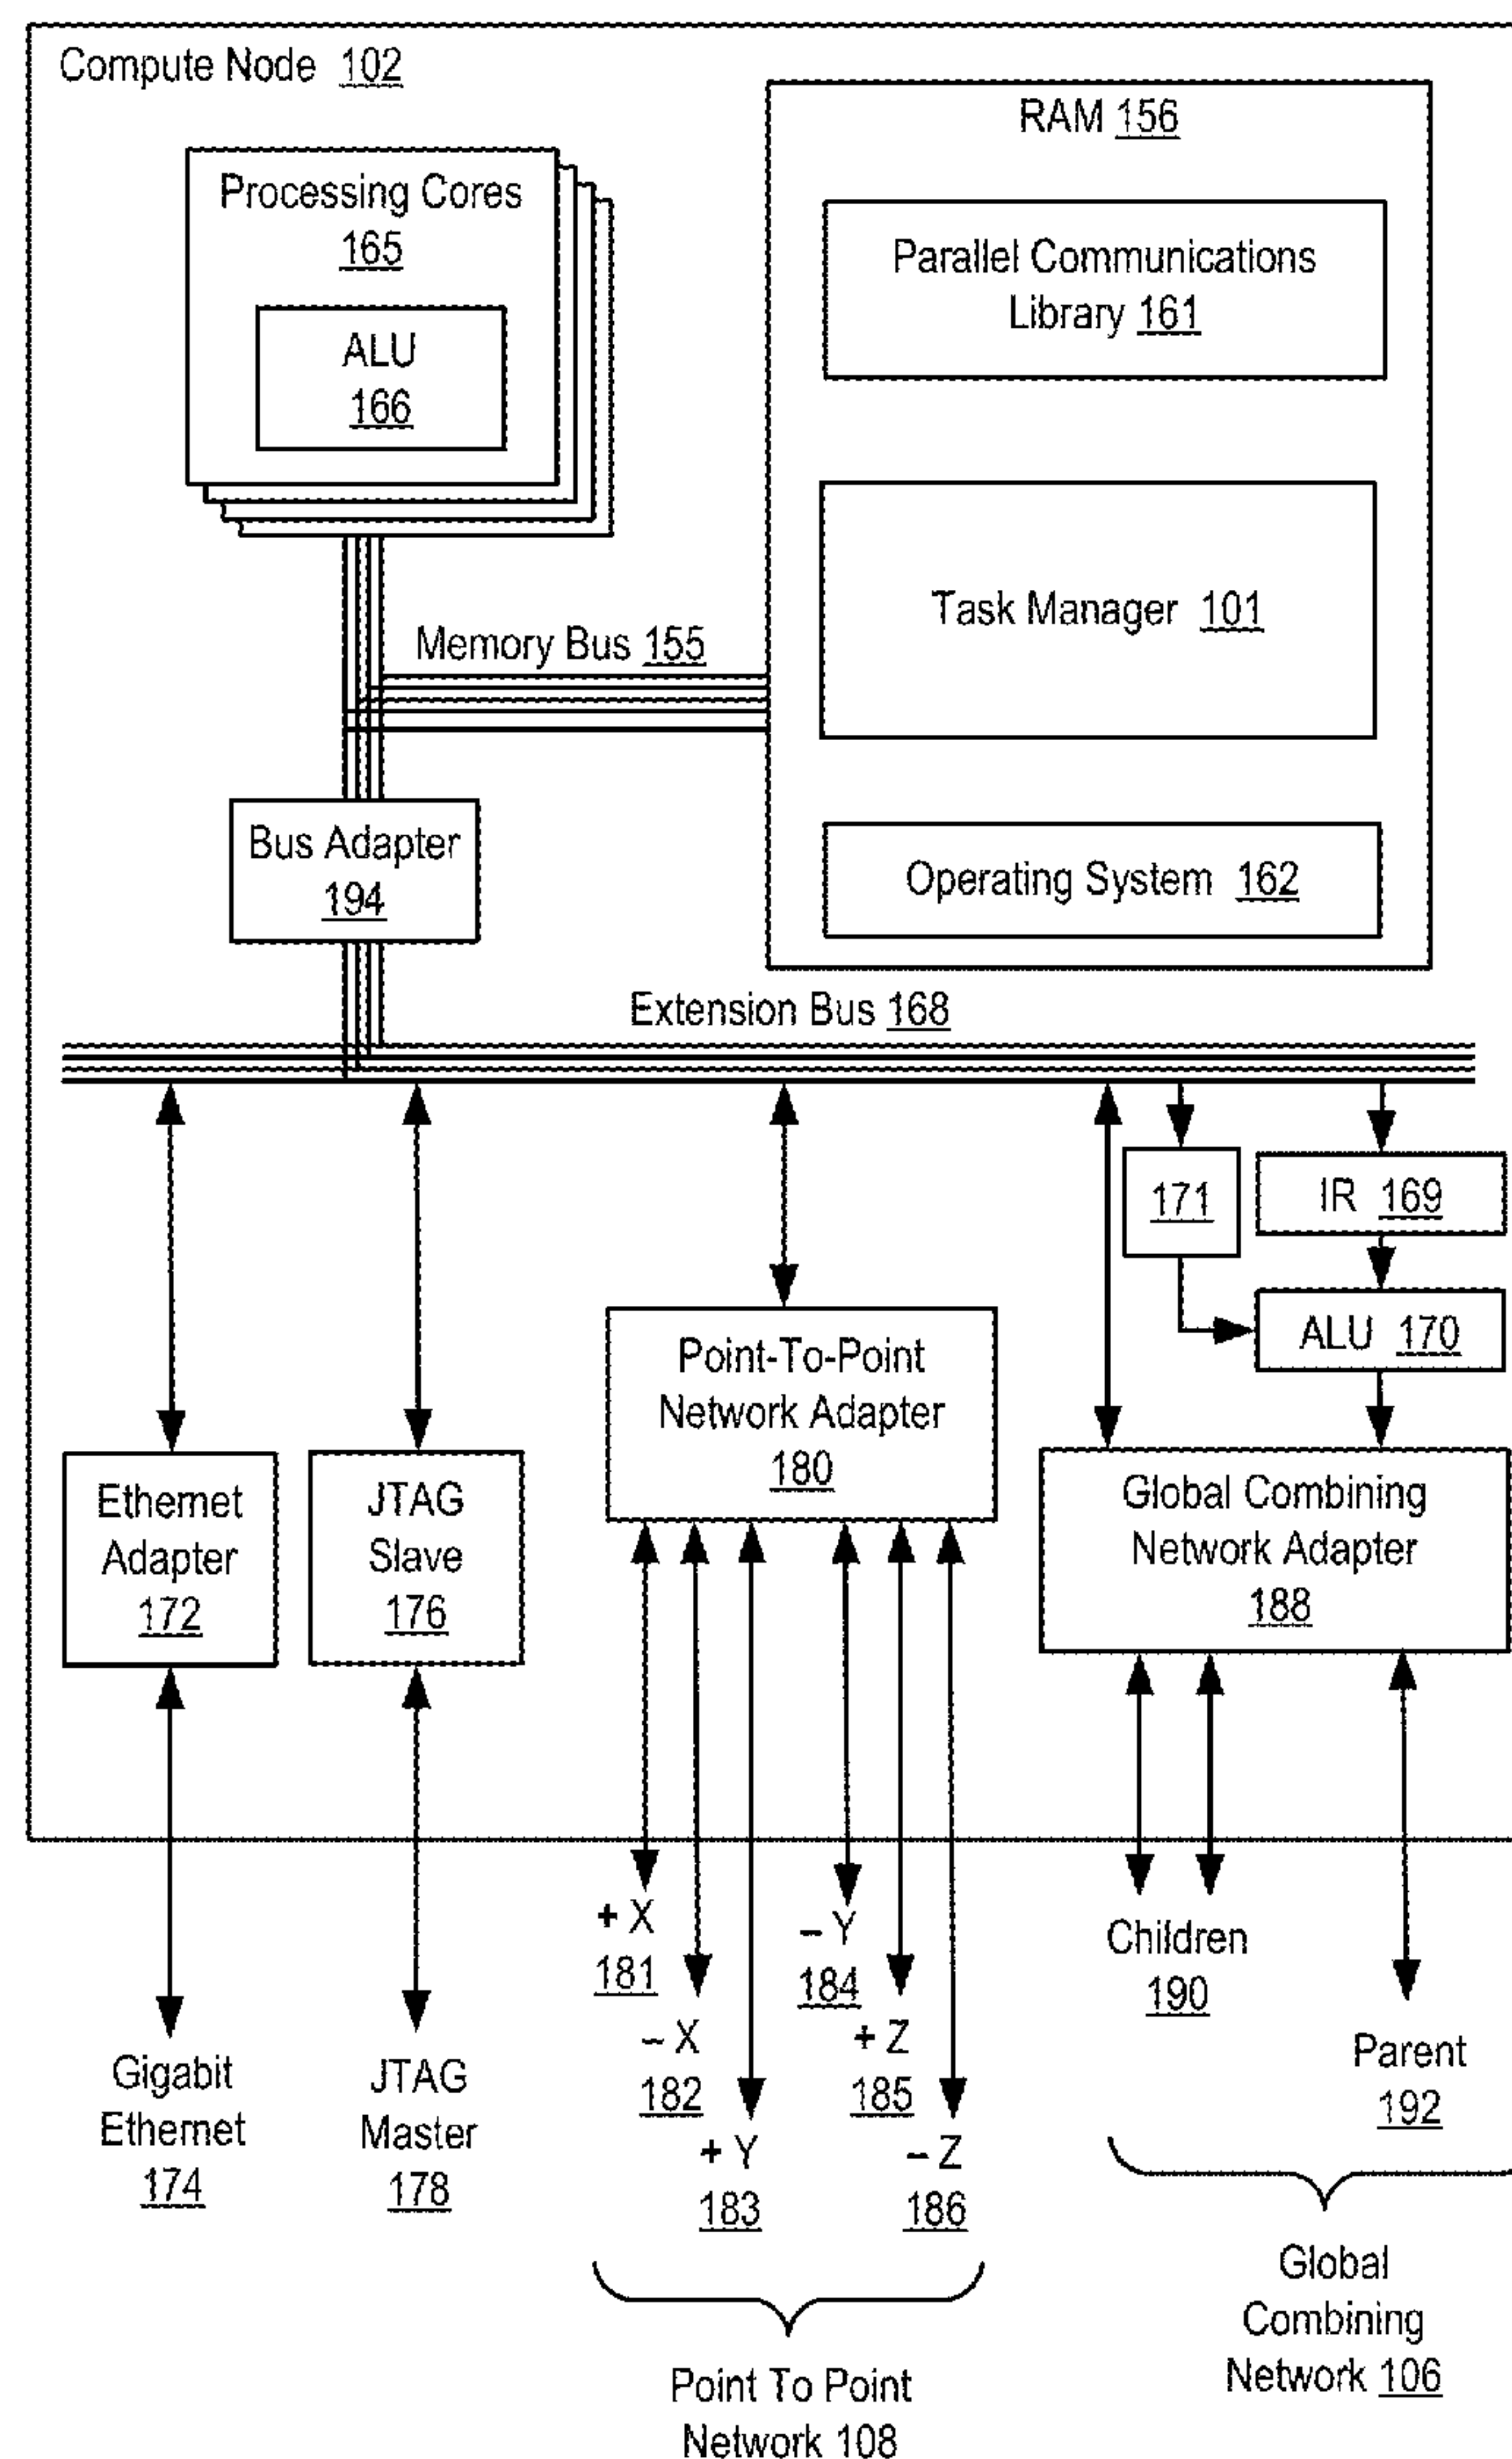 Compute Node 102
RAM 156
Processing Cores
165
ALU
166
Parallel Communications
Library 161
Task Manager 101
Memory Bus 155
Bus Adapter
194
Operating System 162
Extension Bus 168
171
IR 169
ALU 170
Point-To-Point
Network Adapter
180
Ethernet
Adapter
172
JTAG
Slave
176
Global Combining
Network Adapter
188
+ X
181
– X
182
+ Y
183
– Y
184
+ Z
185
– Z
186
Children
190
Parent
192
Gigabit
Ethernet
174
JTAG
Master
178
Point To Point
Network 108
Global
Combining
Network 106